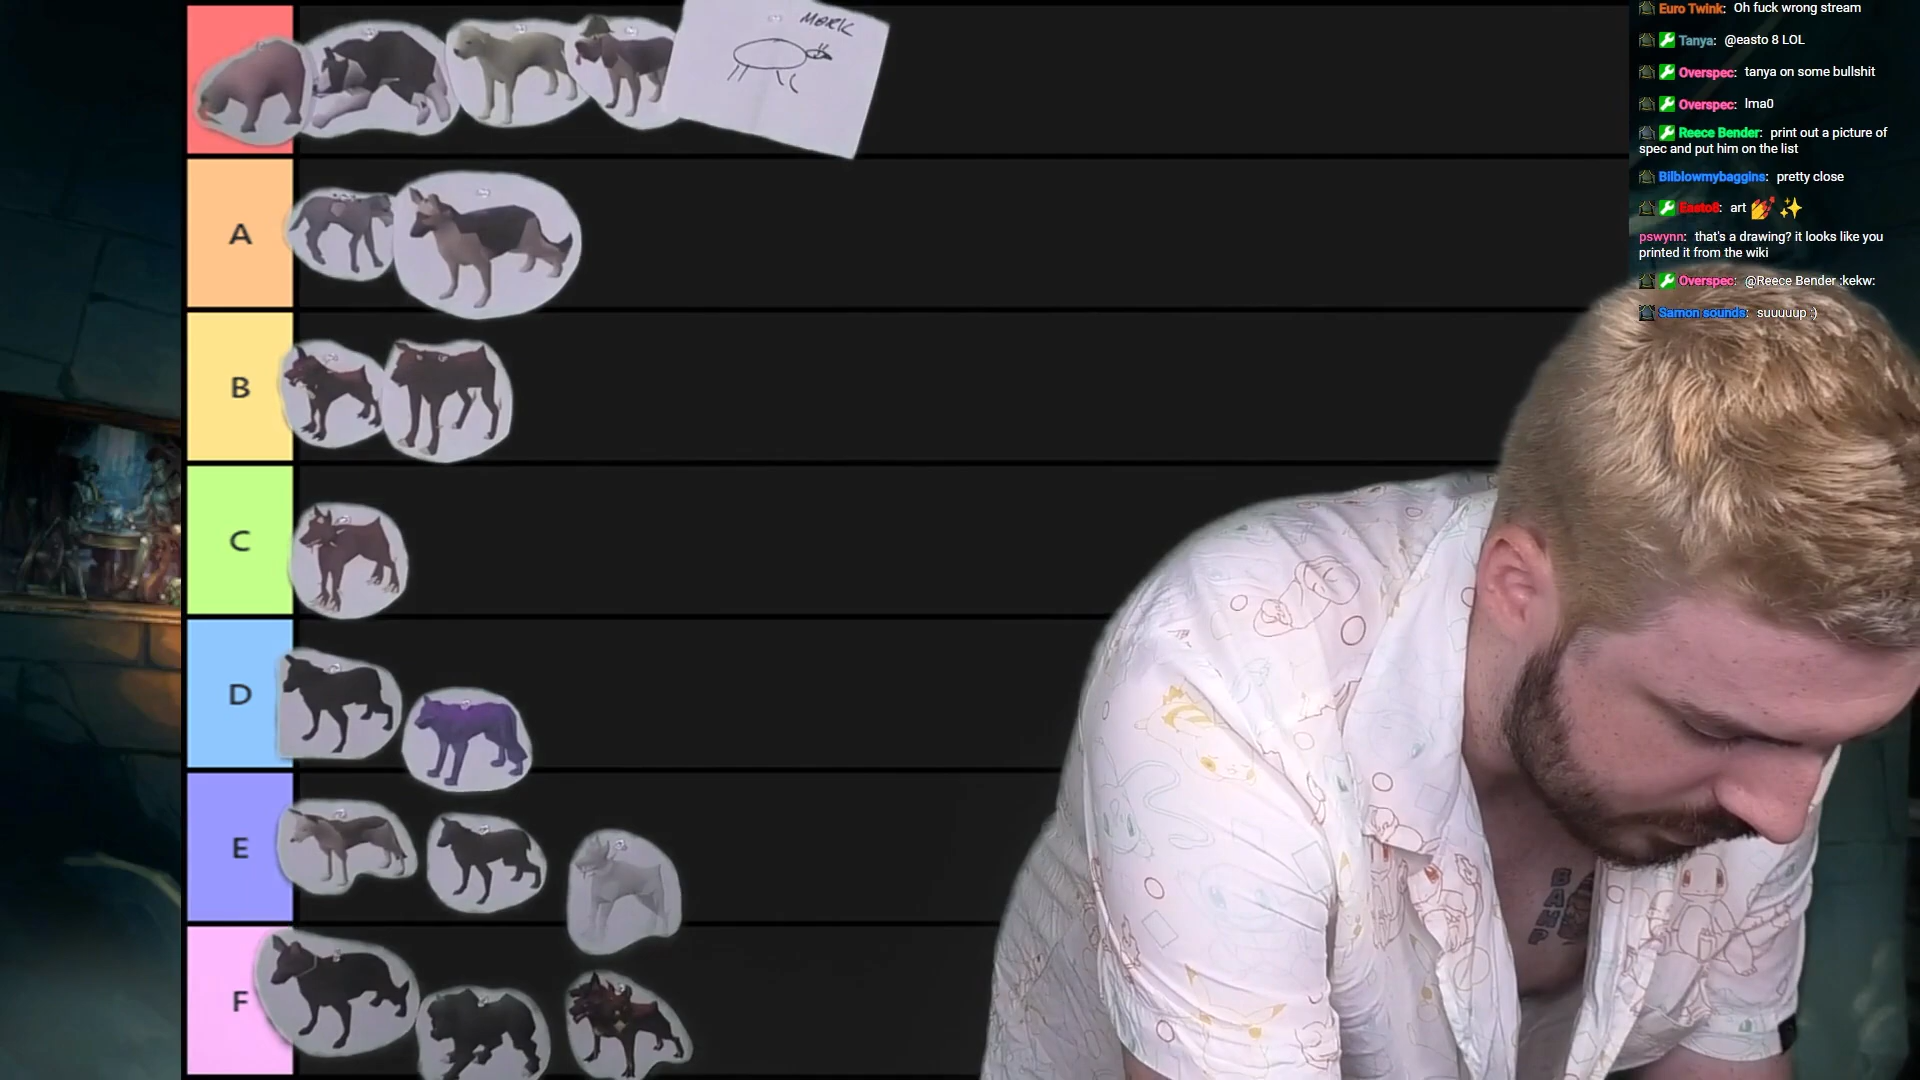 MORK
A
B
C
D
E
F
Euro Twink: Oh fuck wrong stream
Tanya: @easto 8 LOL
Overspec: tanya on some bullshit
Overspec: lma0
Reece Bender: print out a picture of
spec and put him on the list
Bilblowmybaggins: pretty close
Easto8: art 💅✨
pswynn: that's a drawing? it looks like you
printed it from the wiki
Overspec: @Reece Bender :kekw:
Samon sounds: suuuuup :)